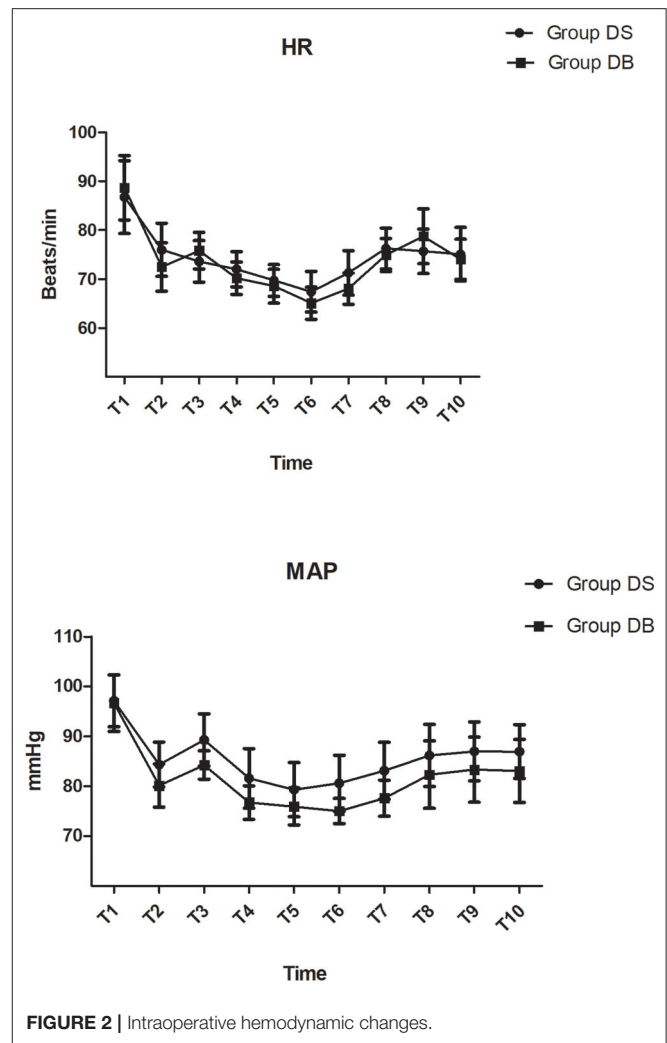 HR
Group DS
Group DB
Beats/min
100
90
80
70
60
T1 T2 T3 T4 T5 T6 T7 T8 T9 T10
Time
MAP
Group DS
Group DB
mmHg
110
100
90
80
70
T1 T2 T3 T4 T5 T6 T7 T8 T9 T10
Time
FIGURE 2 | Intraoperative hemodynamic changes.